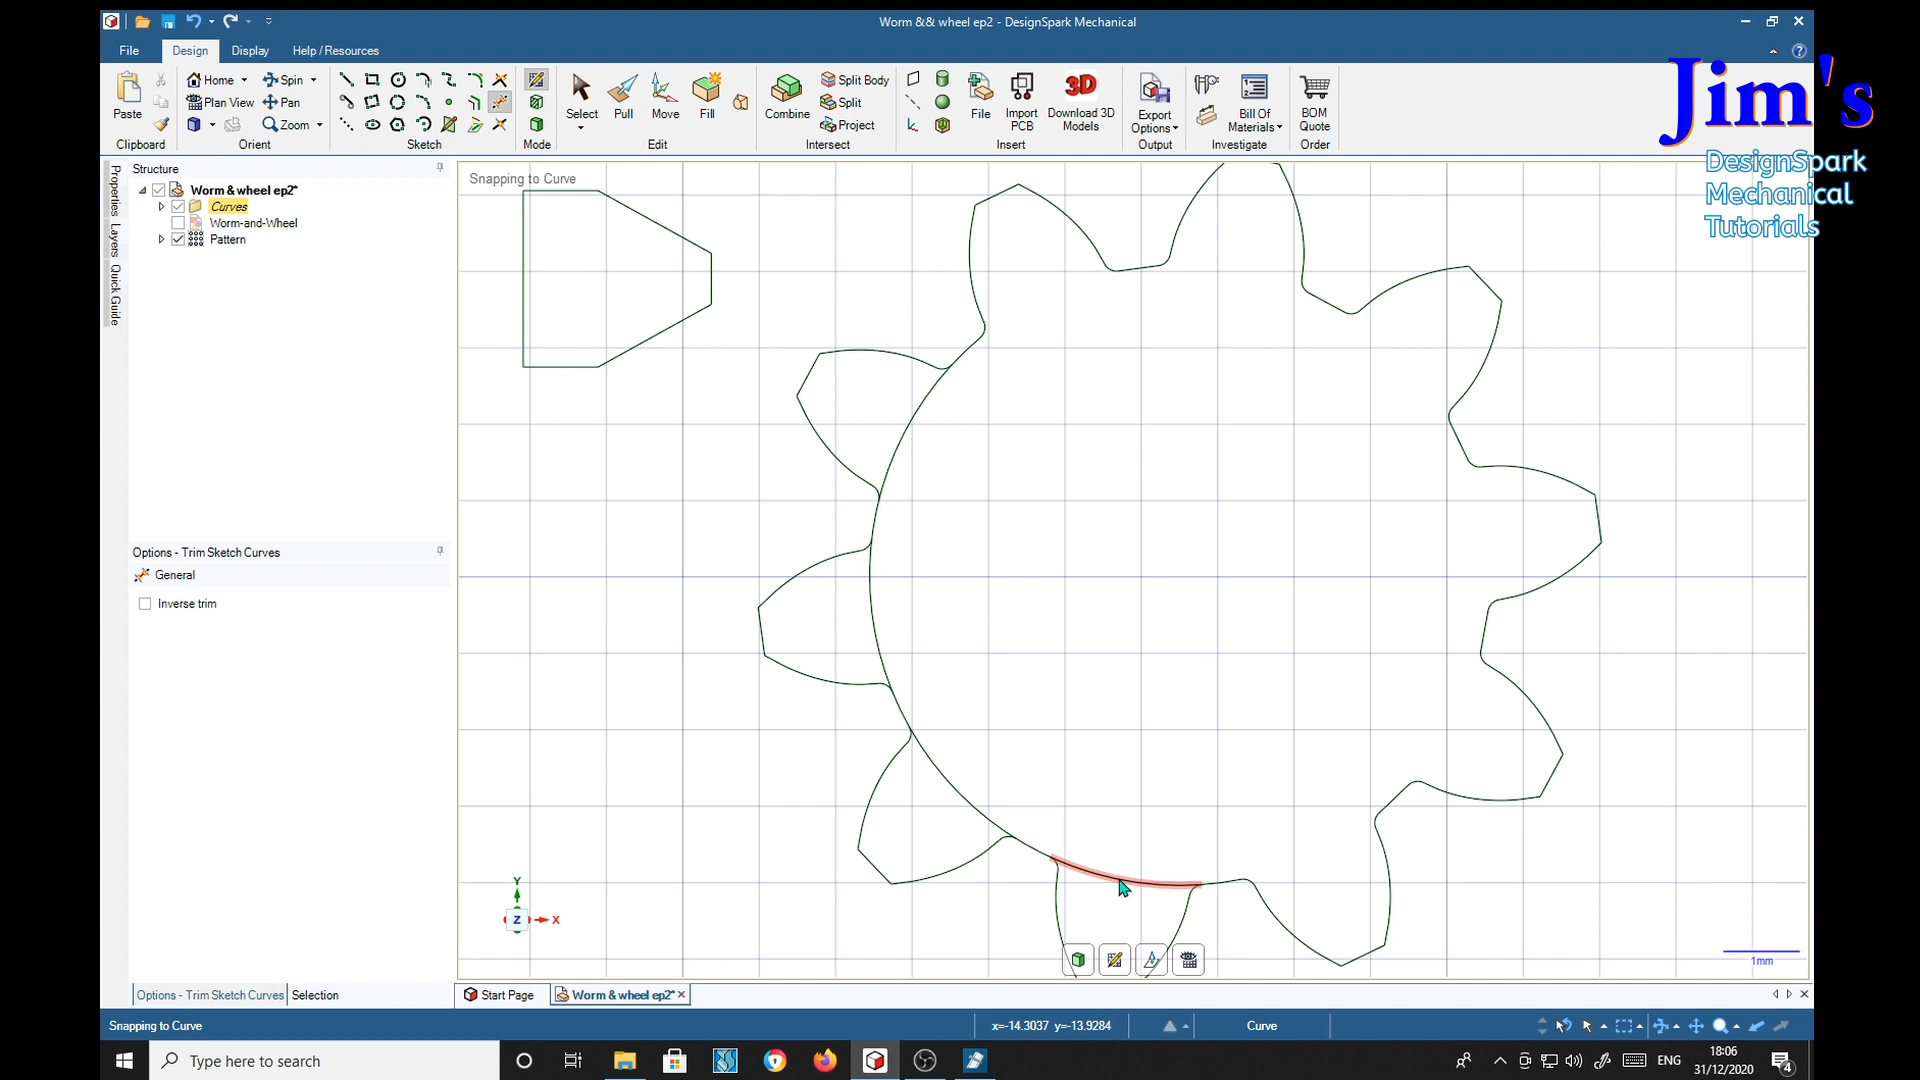 Worm && wheel ep2 - DesignSpark Mechanical
File
Design
Display
Help / Resources
Paste
Clipboard
Home
Plan View
Spin
Pan
Zoom
Orient
Sketch
Mode
Select
Pull
Move
Fill
Edit
Combine
Split Body
Split
Project
Intersect
File
Import
PCB
Download 3D
Models
Insert
Export
Options
Output
Bill Of
Materials
Investigate
BOM
Quote
Order
3D
Jim's
DesignSpark
Mechanical
Tutorials
Properties
Layers
Quick Guide
Structure
Worm & wheel ep2*
Curves
Worm-and-Wheel
Pattern
Snapping to Curve
Options - Trim Sketch Curves
General
Inverse trim
Y
Z
X
1mm
Options - Trim Sketch Curves
Selection
Start Page
Worm & wheel ep2*
Snapping to Curve
x=-14.3037 y=-13.9284
Curve
Type here to search
ENG
18:06
31/12/2020
4